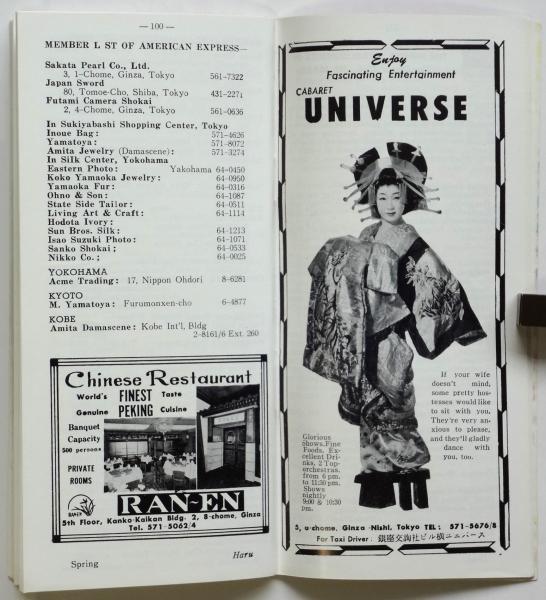 — 100 —
MEMBER L ST OF AMERICAN EXPRESS—
Sakata Pearl Co., Ltd.
3, 1-Chome, Ginza, Tokyo 561-7322
Japan Sword
80, Tomoe-Cho, Shiba, Tokyo 431-2271
Futami Camera Shokai
2, 4-Chome, Ginza, Tokyo 561-0636
In Sukiyabashi Shopping Center, Tokyo
Inoue Bag: 571-4626
Yamatoya: 571-8072
Amita Jewelry (Damascene): 571-3274
In Silk Center, Yokohama
Eastern Photo: Yakohama 64-0450
Koko Yamaoka Jewelry: 64-0950
Yamaoka Fur: 64-0316
Ohno & Son: 64-1087
State Side Tailor: 64-0511
Living Art & Craft: 64-1114
Hodota Ivory:
Sun Bros. Silk: 64-1213
Isao Suzuki Photo: 64-1071
Sanko Shokai; 64-0533
Nikko Co.; 64-0025
YOKOHAMA
Acme Trading: 17, Nippon Ohdori 8-6281
KYOTO
M. Yamatoya: Furumonxen-cho 6-4877
KOBE
Amita Damascene: Kobe Int'l, Bldg
2-8161/6 Ext. 260
Chinese Restaurant
World's FINEST Taste
Genuine PEKING Cuisine
Banquet
Capacity
500 persons
PRIVATE
ROOMS
RAN-EN
RAN-EN
5th Floor, Kanko-Kaikan Bldg. 2, 8-chome, Ginza
Tel. 571-5062/4
Spring Haru
Enjoy
Fascinating Entertainment
CABARET
UNIVERSE
If your wife
doesn't mind,
some pretty hos-
tesses would like
to sit with you.
They're very an-
xious to please,
and they'll gladly
dance with
you, too.
Glorious
shows, Fine
Foods, Ex-
cellent Dri-
nks, 2 Top-
orchestras.
from 6 pm.
to 11:30 pm.
Shows
nightly
9:00 & 10:30
pm.
5, -chome, Ginza -Nishi, Tokyo TEL: 571-5676/8
For Taxi Driver: 銀座交詢社ビル横ユニバース